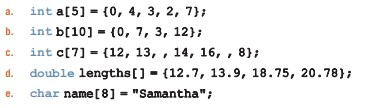 a. int a[5] = {0, 4, 3, 2, 7};
b. int b[10] = {0, 7, 3, 12};
c. int c[7] = {12, 13, , 14, 16, , 8};
d. double lengths[] = {12.7, 13.9, 18.75, 20.78};
e. char name[8] = "Samantha";